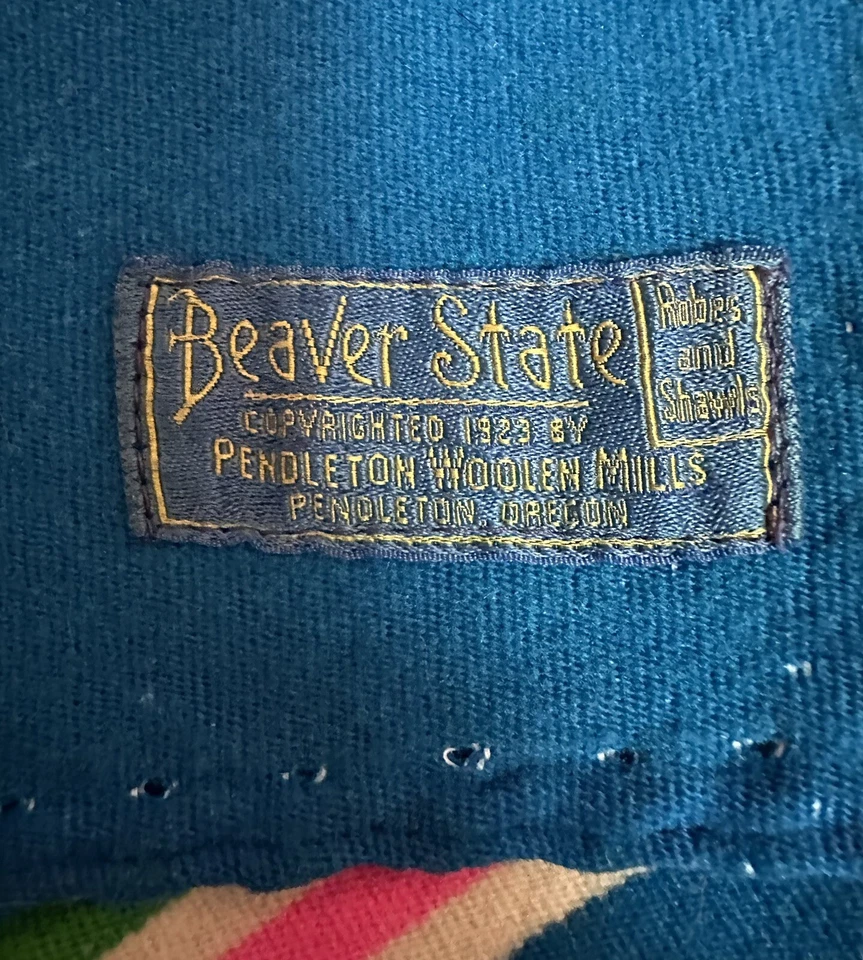 Beaver State
Robes
and
Shawls
COPYRIGHTED 1923 BY
PENDLETON WOOLEN MILLS
PENDLETON, OREGON